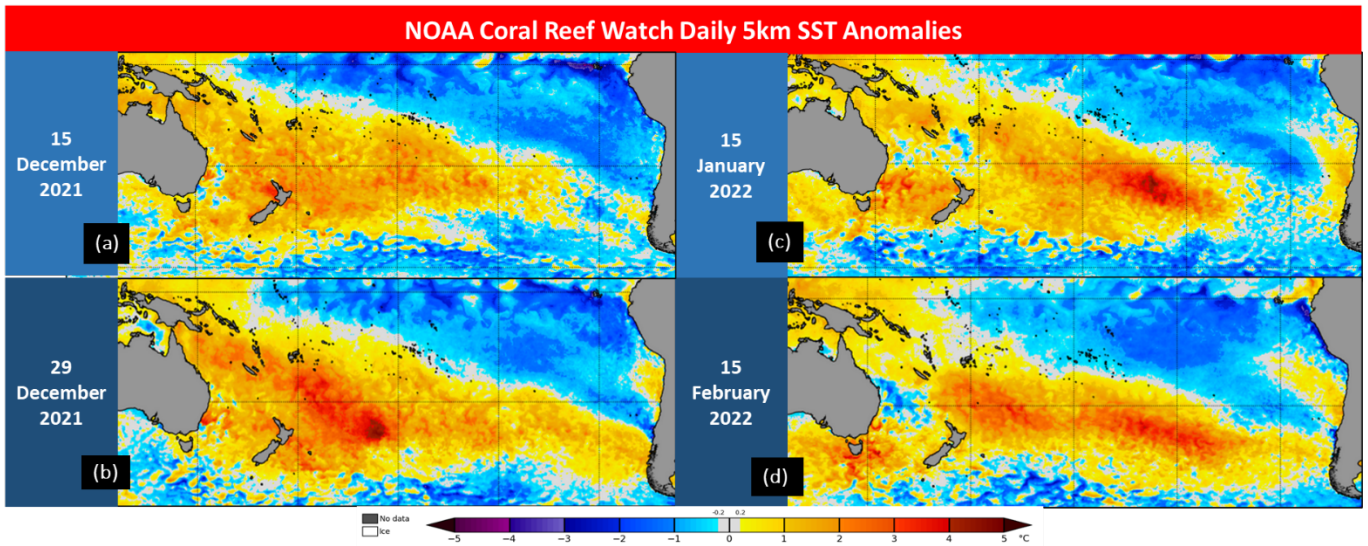 NOAA Coral Reef Watch Daily 5km SST Anomalies
15
December
2021
(a)
29
December
2021
(b)
15
January
2022
(c)
15
February
2022
(d)
No data
Ice
-0.2 0.2
-5 -4 -3 -2 -1 0 1 2 3 4 5 °C